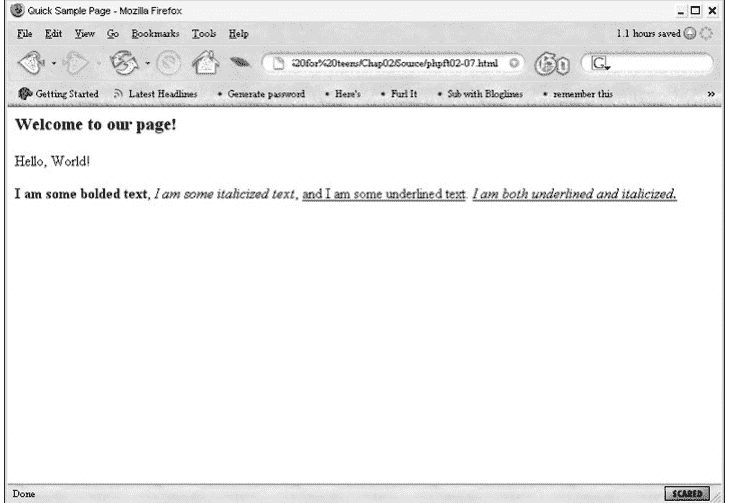 Quick Sample Page - Mozilla Firefox
File Edit View Go Bookmarks Tools Help 1.1 hours saved
%20for%20teens/Chap02/Source/phpft02-07.html G
Getting Started Latest Headlines Generate password Here's Furl It Sub with Bloglines remember this »
Welcome to our page!
Hello, World!
I am some bolded text, I am some italicized text, and I am some underlined text. I am both underlined and italicized.
Done SCARED